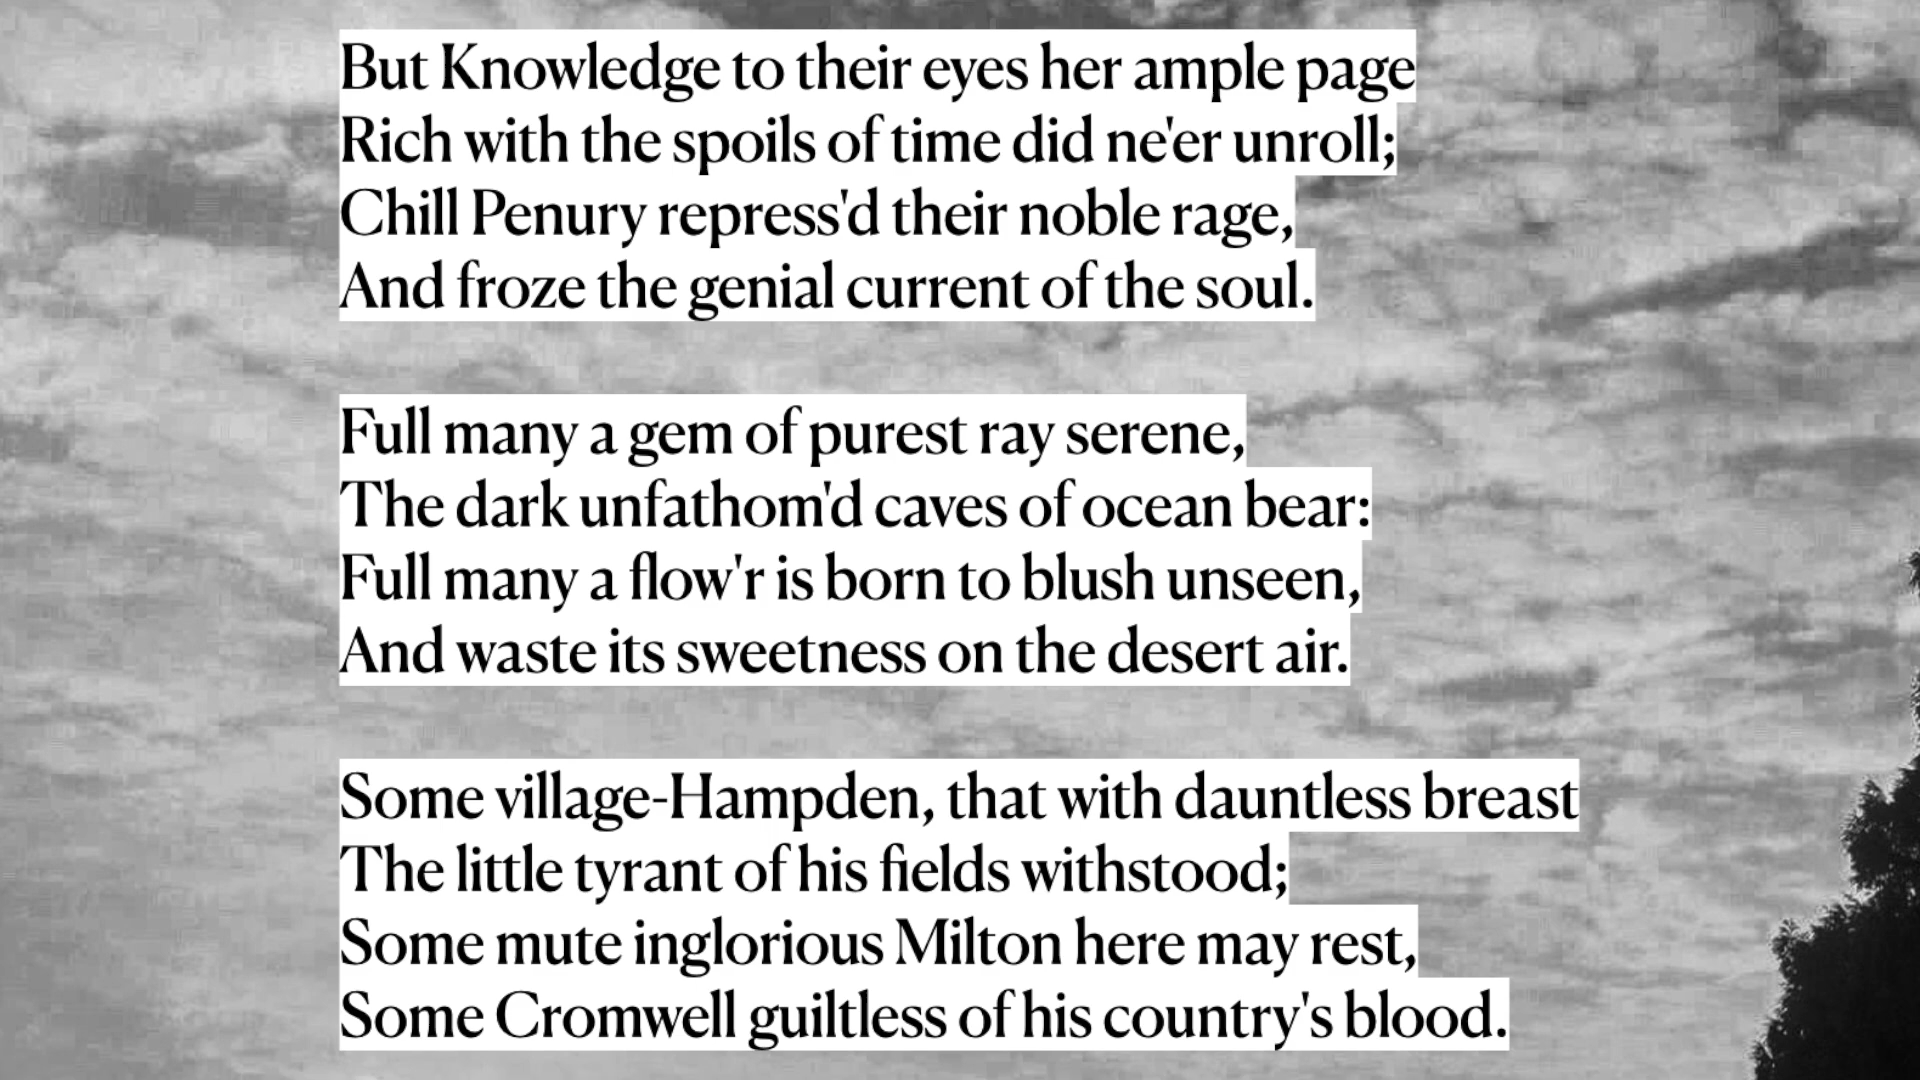 But Knowledge to their eyes her ample page
Rich with the spoils of time did ne'er unroll;
Chill Penury repress'd their noble rage,
And froze the genial current of the soul.
Full many a gem of purest ray serene,
The dark unfathom'd caves of ocean bear:
Full many a flow'r is born to blush unseen,
And waste its sweetness on the desert air.
Some village-Hampden, that with dauntless breast
The little tyrant of his fields withstood;
Some mute inglorious Milton here may rest,
Some Cromwell guiltless of his country's blood.